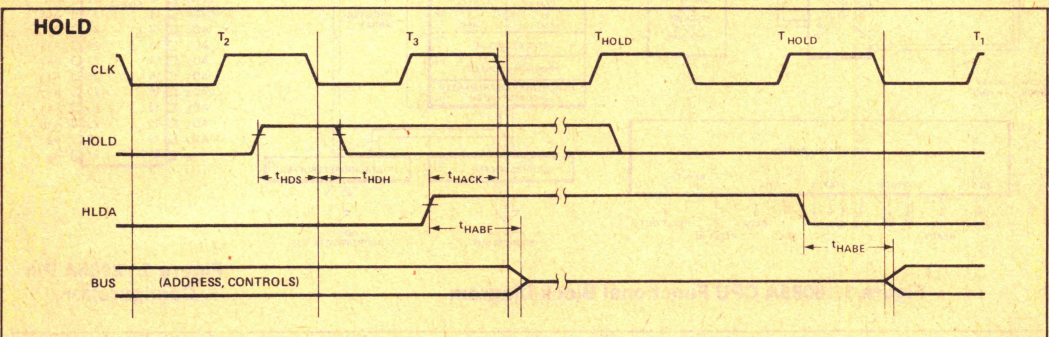 HOLD
T2 T3 THOLD THOLD T1
CLK
HOLD
tHDS tHDH tHACK
HLDA
tHABF tHABE
BUS (ADDRESS, CONTROLS)